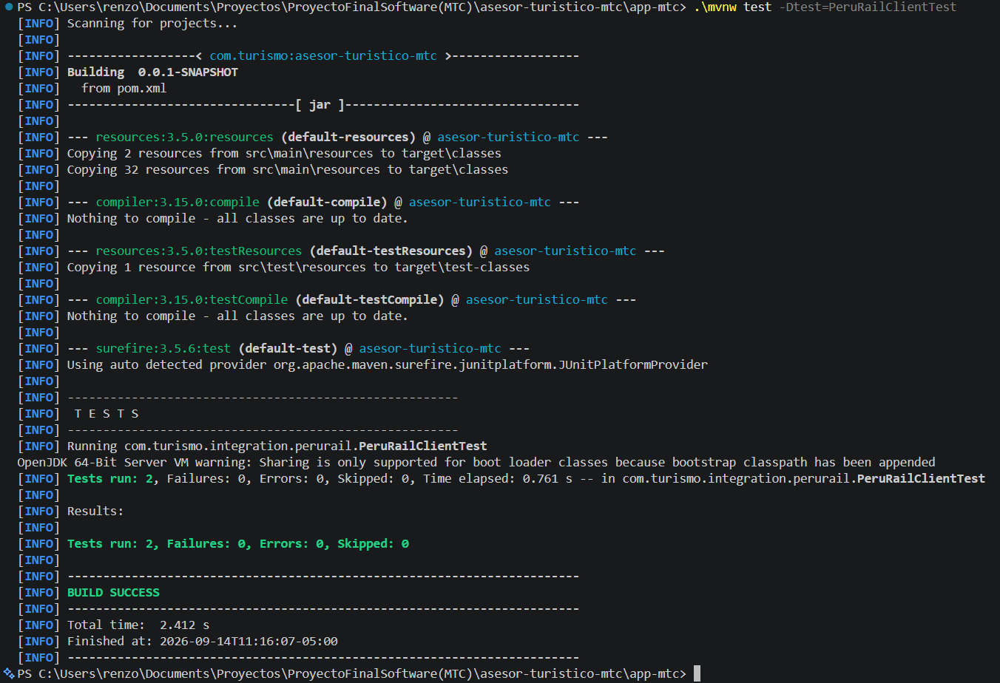 PS C:\Users\renzo\Documents\Proyectos\ProyectoFinalSoftware(MTC)\asesor-turistico-mtc\app-mtc> .\mvnw test -Dtest=PeruRailClientTest
[INFO] Scanning for projects...
[INFO]
[INFO] ------------------< com.turismo:asesor-turistico-mtc >------------------
[INFO] Building  0.0.1-SNAPSHOT
[INFO]   from pom.xml
[INFO] --------------------------------[ jar ]---------------------------------
[INFO]
[INFO] --- resources:3.5.0:resources (default-resources) @ asesor-turistico-mtc ---
[INFO] Copying 2 resources from src\main\resources to target\classes
[INFO] Copying 32 resources from src\main\resources to target\classes
[INFO]
[INFO] --- compiler:3.15.0:compile (default-compile) @ asesor-turistico-mtc ---
[INFO] Nothing to compile - all classes are up to date.
[INFO]
[INFO] --- resources:3.5.0:testResources (default-testResources) @ asesor-turistico-mtc ---
[INFO] Copying 1 resource from src\test\resources to target\test-classes
[INFO]
[INFO] --- compiler:3.15.0:testCompile (default-testCompile) @ asesor-turistico-mtc ---
[INFO] Nothing to compile - all classes are up to date.
[INFO]
[INFO] --- surefire:3.5.6:test (default-test) @ asesor-turistico-mtc ---
[INFO] Using auto detected provider org.apache.maven.surefire.junitplatform.JUnitPlatformProvider
[INFO]
[INFO] -------------------------------------------------------
[INFO]  T E S T S
[INFO] -------------------------------------------------------
[INFO] Running com.turismo.integration.perurail.PeruRailClientTest
OpenJDK 64-Bit Server VM warning: Sharing is only supported for boot loader classes because bootstrap classpath has been appended
[INFO] Tests run: 2, Failures: 0, Errors: 0, Skipped: 0, Time elapsed: 0.761 s -- in com.turismo.integration.perurail.PeruRailClientTest
[INFO]
[INFO] Results:
[INFO]
[INFO] Tests run: 2, Failures: 0, Errors: 0, Skipped: 0
[INFO]
[INFO] ------------------------------------------------------------------------
[INFO] BUILD SUCCESS
[INFO] ------------------------------------------------------------------------
[INFO] Total time:  2.412 s
[INFO] Finished at: 2026-09-14T11:16:07-05:00
[INFO] ------------------------------------------------------------------------
PS C:\Users\renzo\Documents\Proyectos\ProyectoFinalSoftware(MTC)\asesor-turistico-mtc\app-mtc>